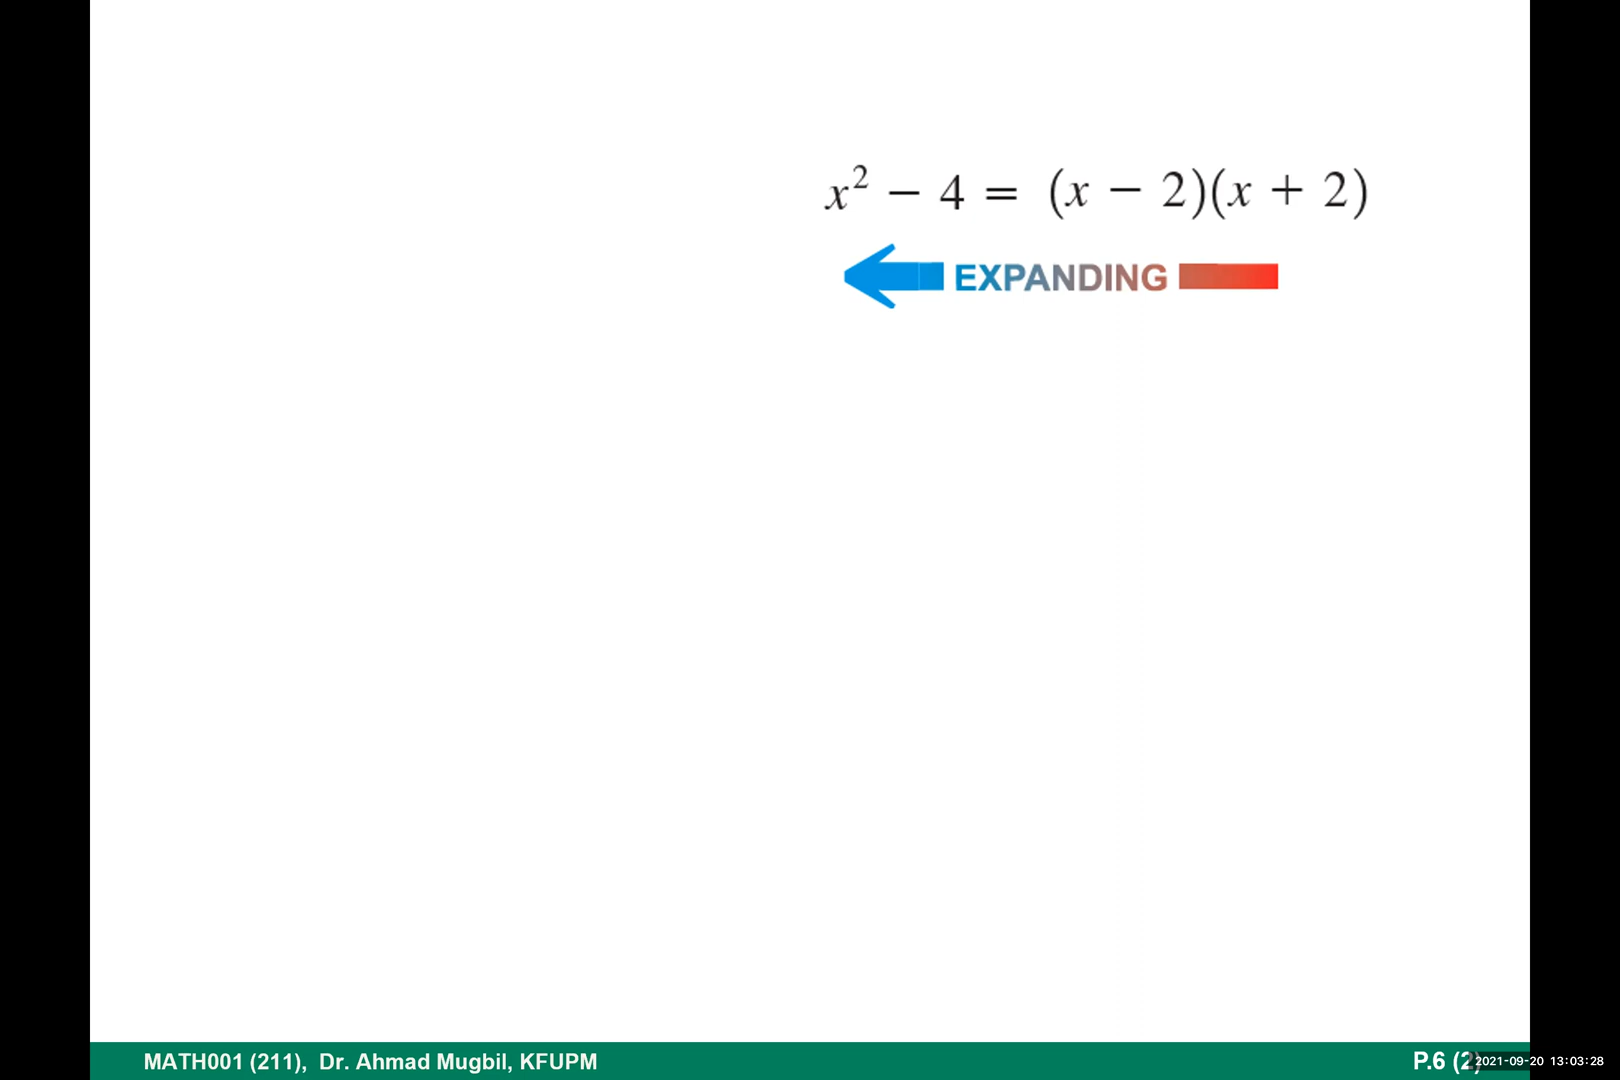 x² − 4 = (x − 2)(x + 2)
EXPANDING
MATH001 (211), Dr. Ahmad Mugbil, KFUPM
P.6 (2)
2021-09-20 13:03:28